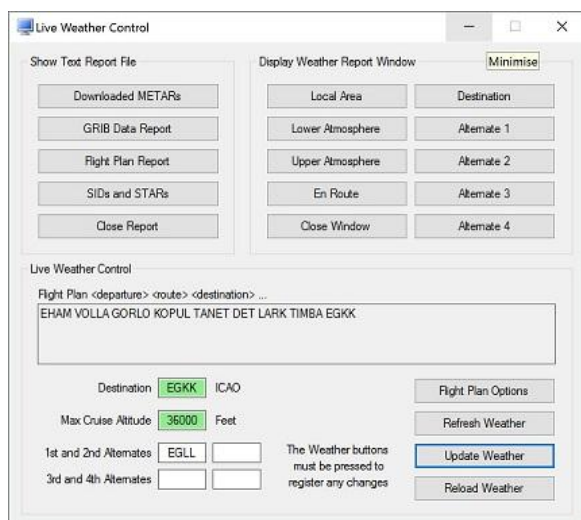 Live Weather Control
Show Text Report File
Display Weather Report Window
Minimise
Downloaded METARs
Local Area
Destination
GRIB Data Report
Lower Atmosphere
Alternate 1
Flight Plan Report
Upper Atmosphere
Alternate 2
SIDs and STARs
En Route
Alternate 3
Close Report
Close Window
Alternate 4
Live Weather Control
Flight Plan <departure> <route> <destination> ...
EHAM VOLLA GORLO KOPUL TANET DET LARK TIMBA EGKK
Destination EGKK ICAO
Flight Plan Options
Max Cruise Altitude 36000 Feet
Refresh Weather
1st and 2nd Alternates EGLL
3rd and 4th Alternates
The Weather buttons
must be pressed to
register any changes
Update Weather
Reload Weather